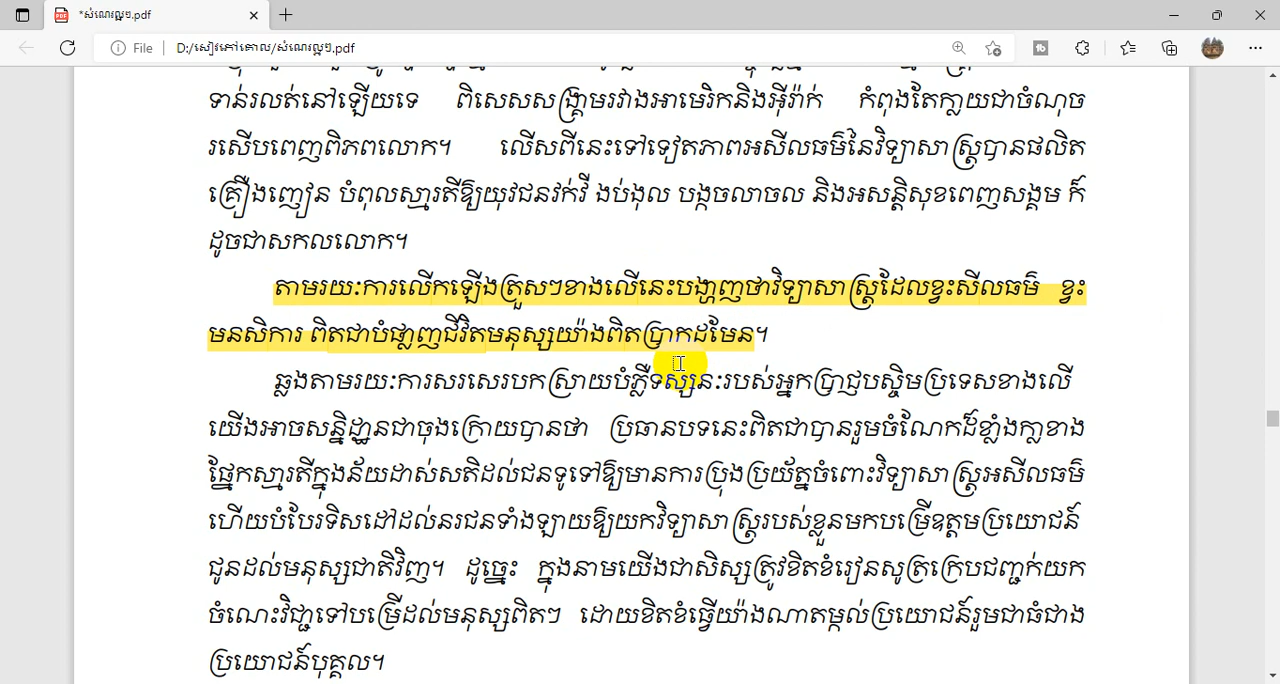 *សំណេរល្អ១.pdf
File D:/សៀវភៅគោល/សំណេរល្អ១.pdf
ទាន់រលត់នៅឡើយទេ ពិសេសសង្គ្រាមរវាងអាមេរិកនិងអ៊ីរ៉ាក់ កំពុងតែក្លាយជាចំណុច
រសើបពេញពិភពលោក។ លើសពីនេះទៅទៀតភាពអសីលធម៌នៃវិទ្យាសាស្ត្របានផលិត
គ្រឿងញៀន បំពុលស្មារតីឱ្យយុវជនវក់វី ងប់ងុល បង្កចលាចល និងអសន្តិសុខពេញសង្គម ក៏
ដូចជាសកលលោក។
តាមរយៈការលើកឡើងត្រួសៗខាងលើនេះបង្ហាញថាវិទ្យាសាស្ត្រដែលខ្វះសីលធម៌ ខ្វះ
មនសិការ ពិតជាបំផ្លាញជីវិតមនុស្សយ៉ាងពិតប្រាកដមែន។
ឆ្លងតាមរយៈការសរសេរបកស្រាយបំភ្លឺទស្សនៈរបស់អ្នកប្រាជ្ញបស្ចិមប្រទេសខាងលើ
យើងអាចសន្និដ្ឋានជាចុងក្រោយបានថា ប្រធានបទនេះពិតជាបានរួមចំណែកដ៏ខ្លាំងក្លាខាង
ផ្នែកស្មារតីក្នុងន័យដាស់សតិដល់ជនទូទៅឱ្យមានការប្រុងប្រយ័ត្នចំពោះវិទ្យាសាស្ត្រអសីលធម៌
ហើយបំបែរទិសដៅដល់នរជនទាំងឡាយឱ្យយកវិទ្យាសាស្ត្ររបស់ខ្លួនមកបម្រើឧត្តមប្រយោជន៍
ជូនដល់មនុស្សជាតិវិញ។ ដូច្នេះ ក្នុងនាមយើងជាសិស្សត្រូវខិតខំរៀនសូត្រក្រេបជញ្ជក់យក
ចំណេះវិជ្ជាទៅបម្រើដល់មនុស្សពិតៗ ដោយខិតខំធ្វើយ៉ាងណាតម្កល់ប្រយោជន៍រួមជាធំជាង
ប្រយោជន៍បុគ្គល។